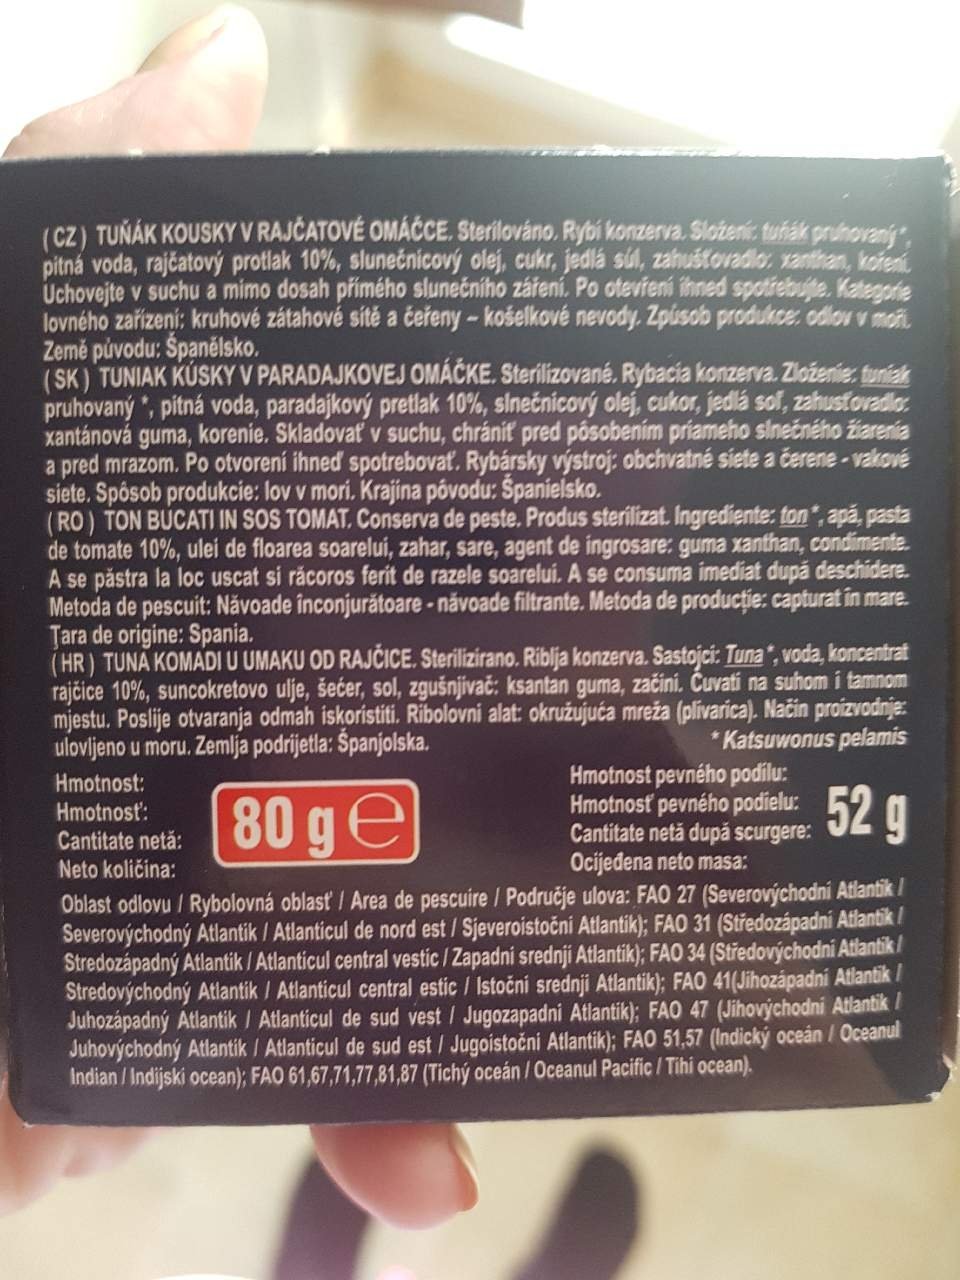 ( CZ ) TUŇÁK KOUSKY V RAJČATOVÉ OMÁČCE. Sterilováno. Rybí konzerva. Složení: tuňák pruhovaný *,
pitná voda, rajčatový protlak 10%, slunečnicový olej, cukr, jedlá sůl, zahušťovadlo: xanthan, koření.
Uchovejte v suchu a mimo dosah přímého slunečního záření. Po otevření ihned spotřebujte. Kategorie
lovného zařízení: kruhové zátahové sítě a čeřeny – košelkové nevody. Způsob produkce: odlov v moři.
Země původu: Španělsko.
( SK ) TUNIAK KÚSKY V PARADAJKOVEJ OMÁČKE. Sterilizované. Rybacia konzerva. Zloženie: tuniak
pruhovaný *, pitná voda, paradajkový pretlak 10%, slnečnicový olej, cukor, jedlá soľ, zahusťovadlo:
xantánová guma, korenie. Skladovať v suchu, chrániť pred pôsobením priameho slnečného žiarenia
a pred mrazom. Po otvorení ihneď spotrebovať. Rybársky výstroj: obchvatné siete a čerene - vakové
siete. Spôsob produkcie: lov v mori. Krajina pôvodu: Španielsko.
( RO ) TON BUCATI IN SOS TOMAT. Conserva de peste. Produs sterilizat. Ingrediente: ton *, apă, pasta
de tomate 10%, ulei de floarea soarelui, zahar, sare, agent de ingrosare: guma xanthan, condimente.
A se păstra la loc uscat si răcoros ferit de razele soarelui. A se consuma imediat după deschidere.
Metoda de pescuit: Năvoade înconjurătoare - năvoade filtrante. Metoda de producție: capturat în mare.
Țara de origine: Spania.
( HR ) TUNA KOMADI U UMAKU OD RAJČICE. Sterilizirano. Riblja konzerva. Sastojci: Tuna *, voda, koncentrat
rajčice 10%, suncokretovo ulje, šećer, sol, zgušnjivač: ksantan guma, začini. Čuvati na suhom i tamnom
mjestu. Poslije otvaranja odmah iskoristiti. Ribolovni alat: okružujuća mreža (plivarica). Način proizvodnje:
ulovljeno u moru. Zemlja podrijetla: Španjolska.
* Katsuwonus pelamis
Hmotnost:
Hmotnosť:
Cantitate netă:
Neto količina:
80 g e
Hmotnost pevného podílu:
Hmotnosť pevného podielu:
Cantitate netă după scurgere:
Ocijeđena neto masa:
52 g
Oblast odlovu / Rybolovná oblasť / Area de pescuire / Područje ulova: FAO 27 (Severovýchodní Atlantik /
Severovýchodný Atlantik / Atlanticul de nord est / Sjeveroistočni Atlantik); FAO 31 (Středozápadní Atlantik /
Stredozápadný Atlantik / Atlanticul central vestic / Zapadni srednji Atlantik); FAO 34 (Středovýchodní Atlantik /
Stredovýchodný Atlantik / Atlanticul central estic / Istočni srednji Atlantik); FAO 41(Jihozápadní Atlantik /
Juhozápadný Atlantik / Atlanticul de sud vest / Jugozapadni Atlantik); FAO 47 (Jihovýchodní Atlantik /
Juhovýchodný Atlantik / Atlanticul de sud est / Jugoistočni Atlantik); FAO 51,57 (Indický oceán / Oceanul
Indian / Indijski ocean); FAO 61,67,71,77,81,87 (Tichý oceán / Oceanul Pacific / Tihi ocean).